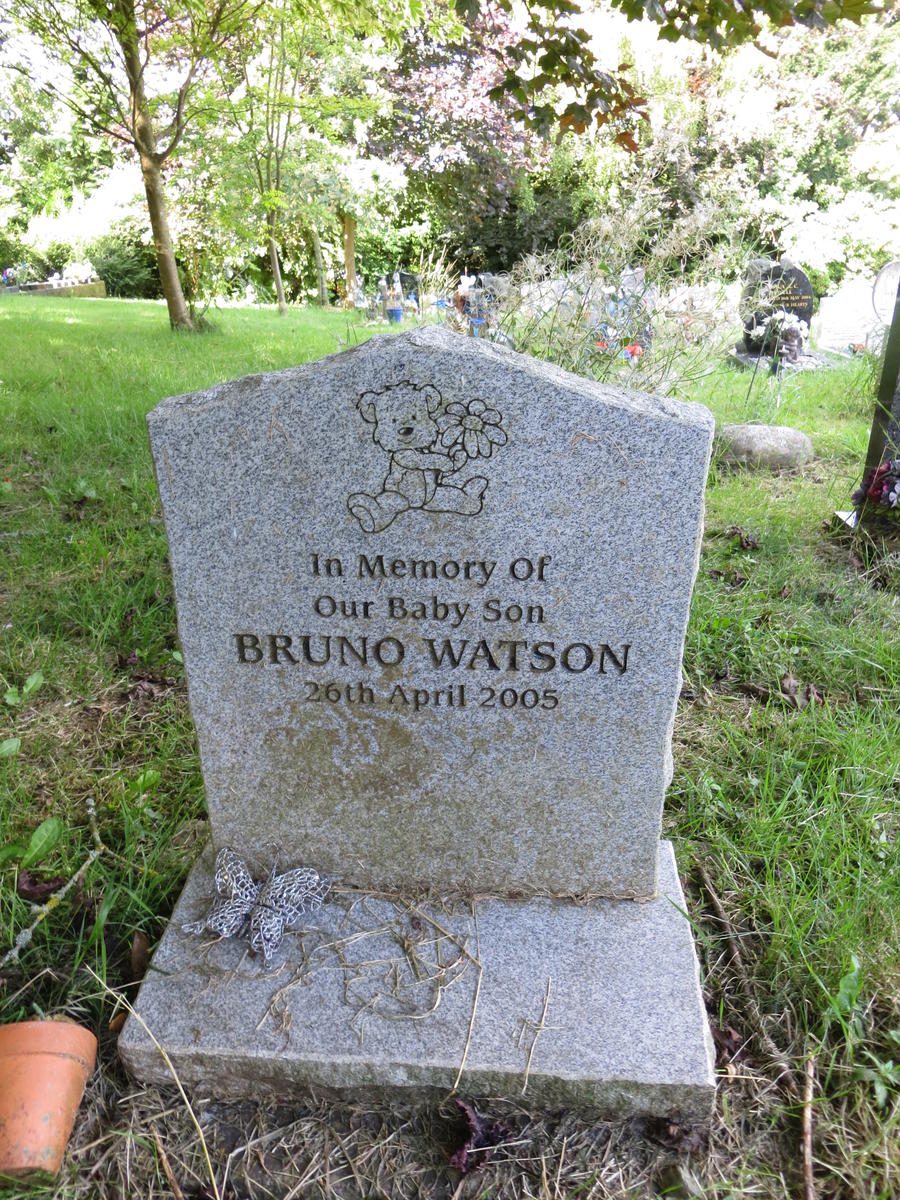 In Memory Of
Our Baby Son
BRUNO WATSON
26th April 2005